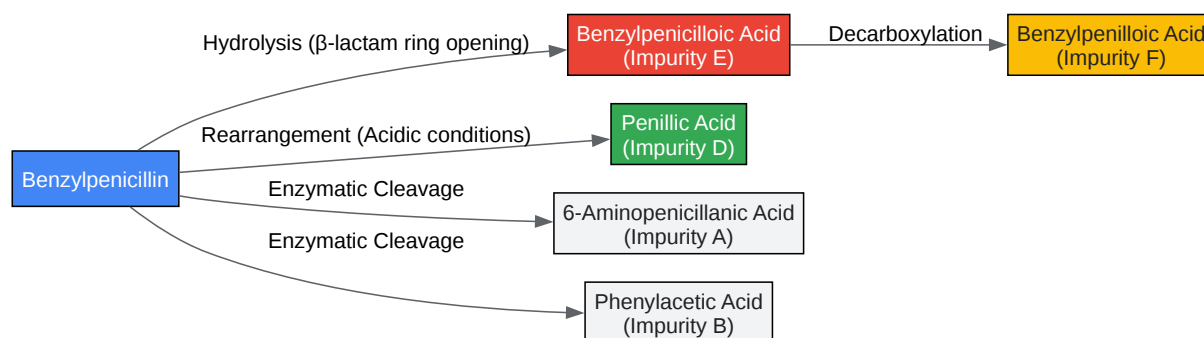 Hydrolysis (β-lactam ring opening)
Benzylpenicilloic Acid
(Impurity E)
Decarboxylation
Benzylpenilloic Acid
(Impurity F)
Rearrangement (Acidic conditions)
Penillic Acid
(Impurity D)
Benzylpenicillin
Enzymatic Cleavage
6-Aminopenicillanic Acid
(Impurity A)
Enzymatic Cleavage
Phenylacetic Acid
(Impurity B)